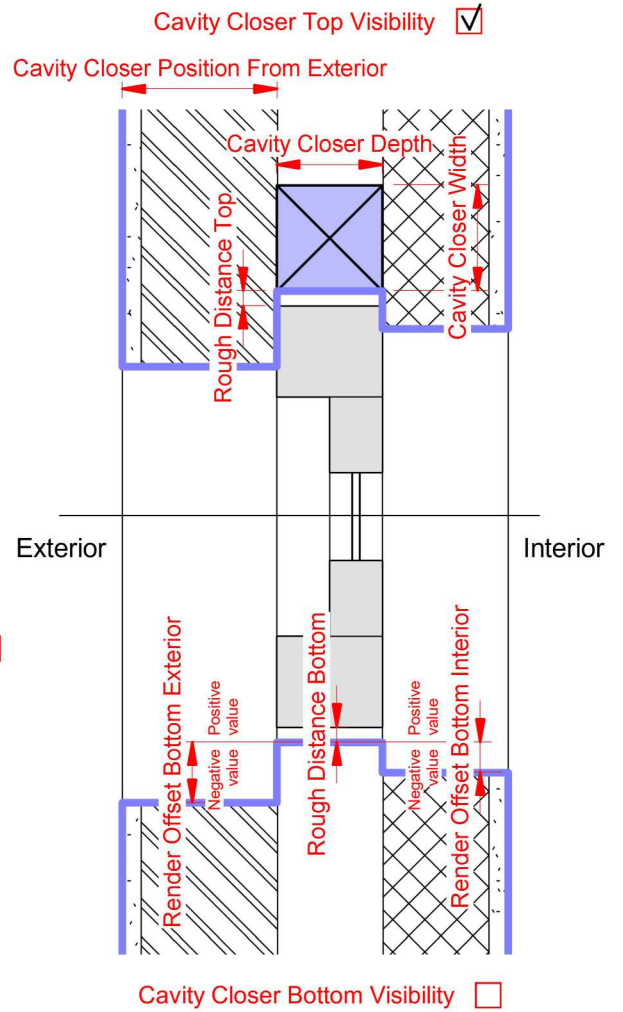 Cavity Closer Top Visibility
Cavity Closer Position From Exterior
Cavity Closer Depth
Cavity Closer Width
Rough Distance Top
Exterior
Interior
Render Offset Bottom Exterior
Positive
value
Negative
value
Rough Distance Bottom
Positive
value
Negative
value
Render Offset Bottom Interior
Cavity Closer Bottom Visibility